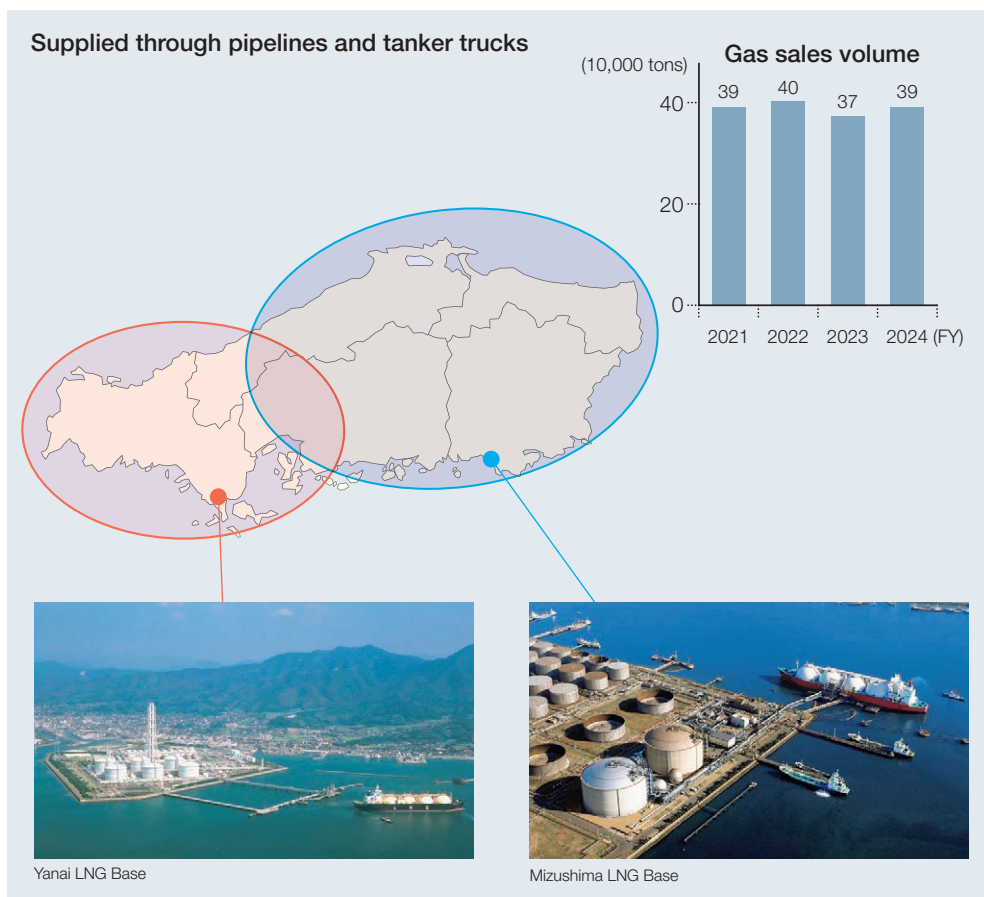 Supplied through pipelines and tanker trucks
Gas sales volume
(10,000 tons)
40
20
0
39
40
37
39
2021
2022
2023
2024 (FY)
Yanai LNG Base
Mizushima LNG Base